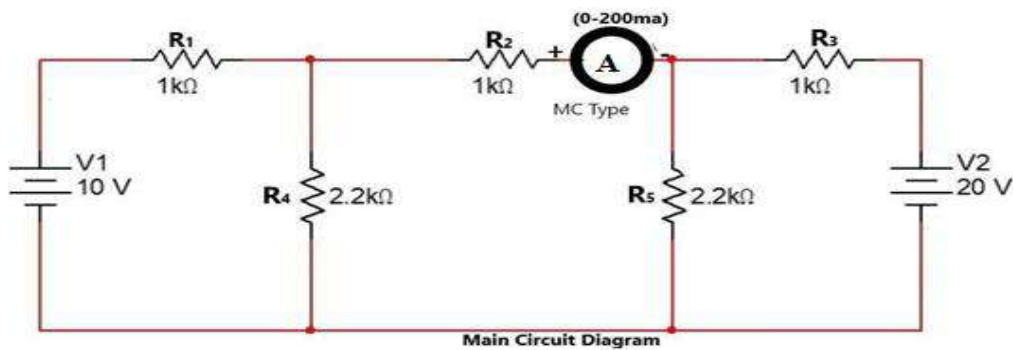 (0-200ma)
R₁
R₂
+
A
-
R₃
1kΩ
1kΩ
1kΩ
MC Type
V1
10 V
R₄
2.2kΩ
R₅
2.2kΩ
V2
20 V
Main Circuit Diagram